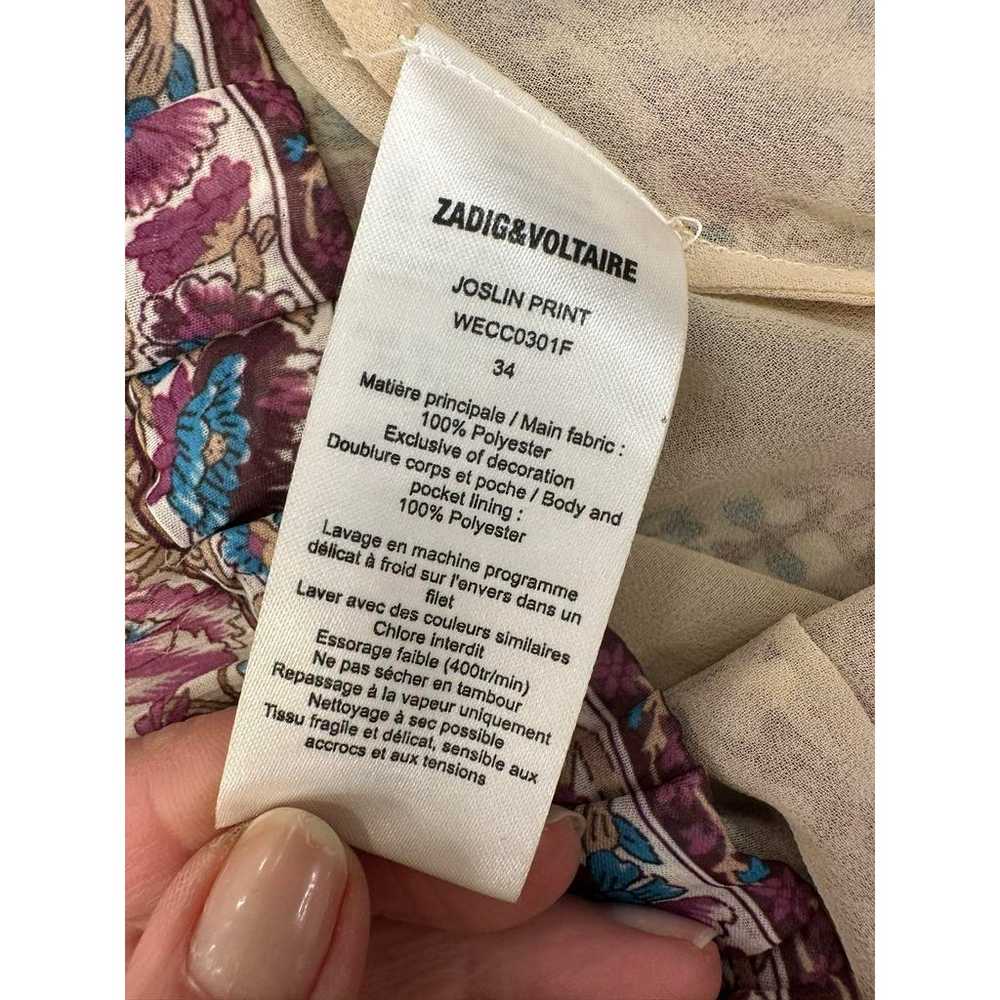 ZADIG&VOLTAIRE
JOSLIN PRINT
WECC0301F
34
Matière principale / Main fabric :
100% Polyester
Exclusive of decoration
Doublure corps et poche / Body and
pocket lining :
100% Polyester
Lavage en machine programme
délicat à froid sur l'envers dans un
filet
Laver avec des couleurs similaires
Chlore interdit
Essorage faible (400tr/min)
Ne pas sécher en tambour
Repassage à la vapeur uniquement
Nettoyage à sec possible
Tissu fragile et délicat, sensible aux
accrocs et aux tensions